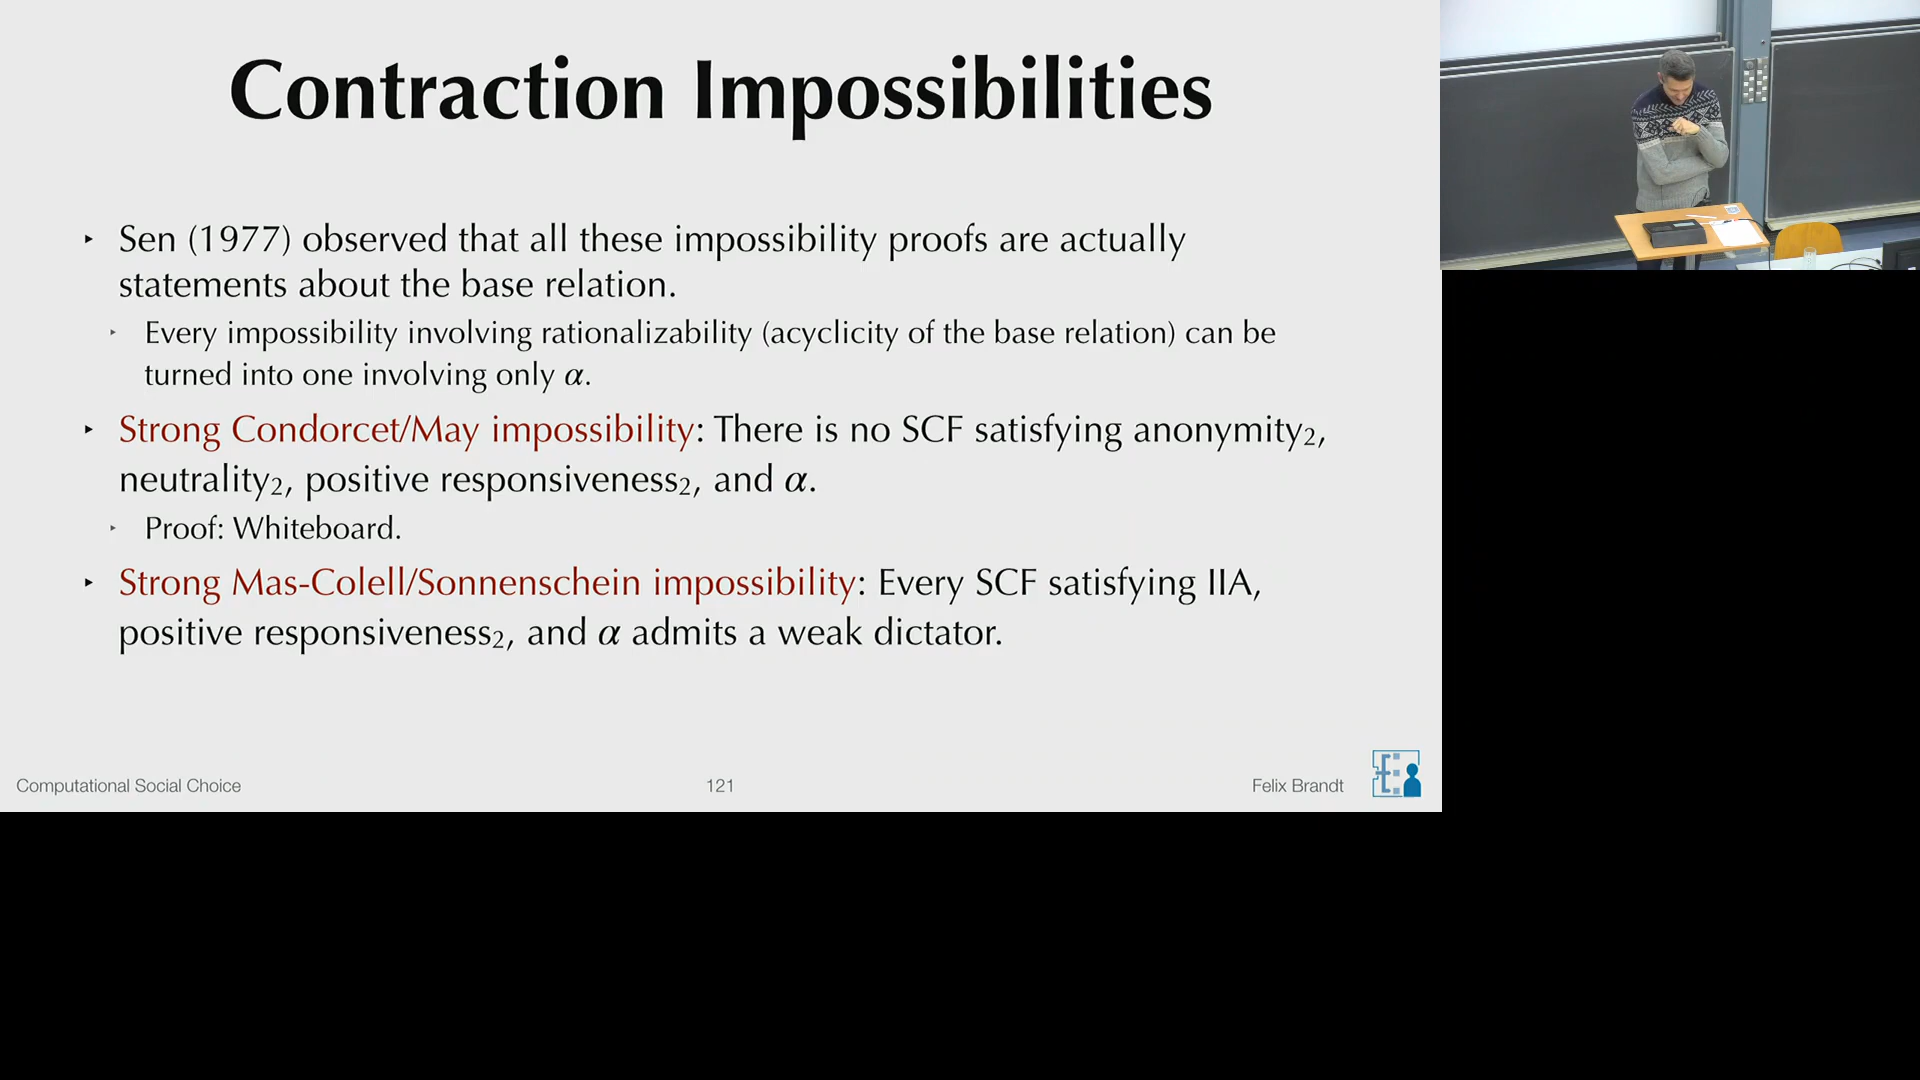 Contraction Impossibilities
‣ Sen (1977) observed that all these impossibility proofs are actually
statements about the base relation.
‣ Every impossibility involving rationalizability (acyclicity of the base relation) can be
turned into one involving only α.
‣ Strong Condorcet/May impossibility: There is no SCF satisfying anonymity₂,
neutrality₂, positive responsiveness₂, and α.
‣ Proof: Whiteboard.
‣ Strong Mas-Colell/Sonnenschein impossibility: Every SCF satisfying IIA,
positive responsiveness₂, and α admits a weak dictator.
Computational Social Choice
121
Felix Brandt